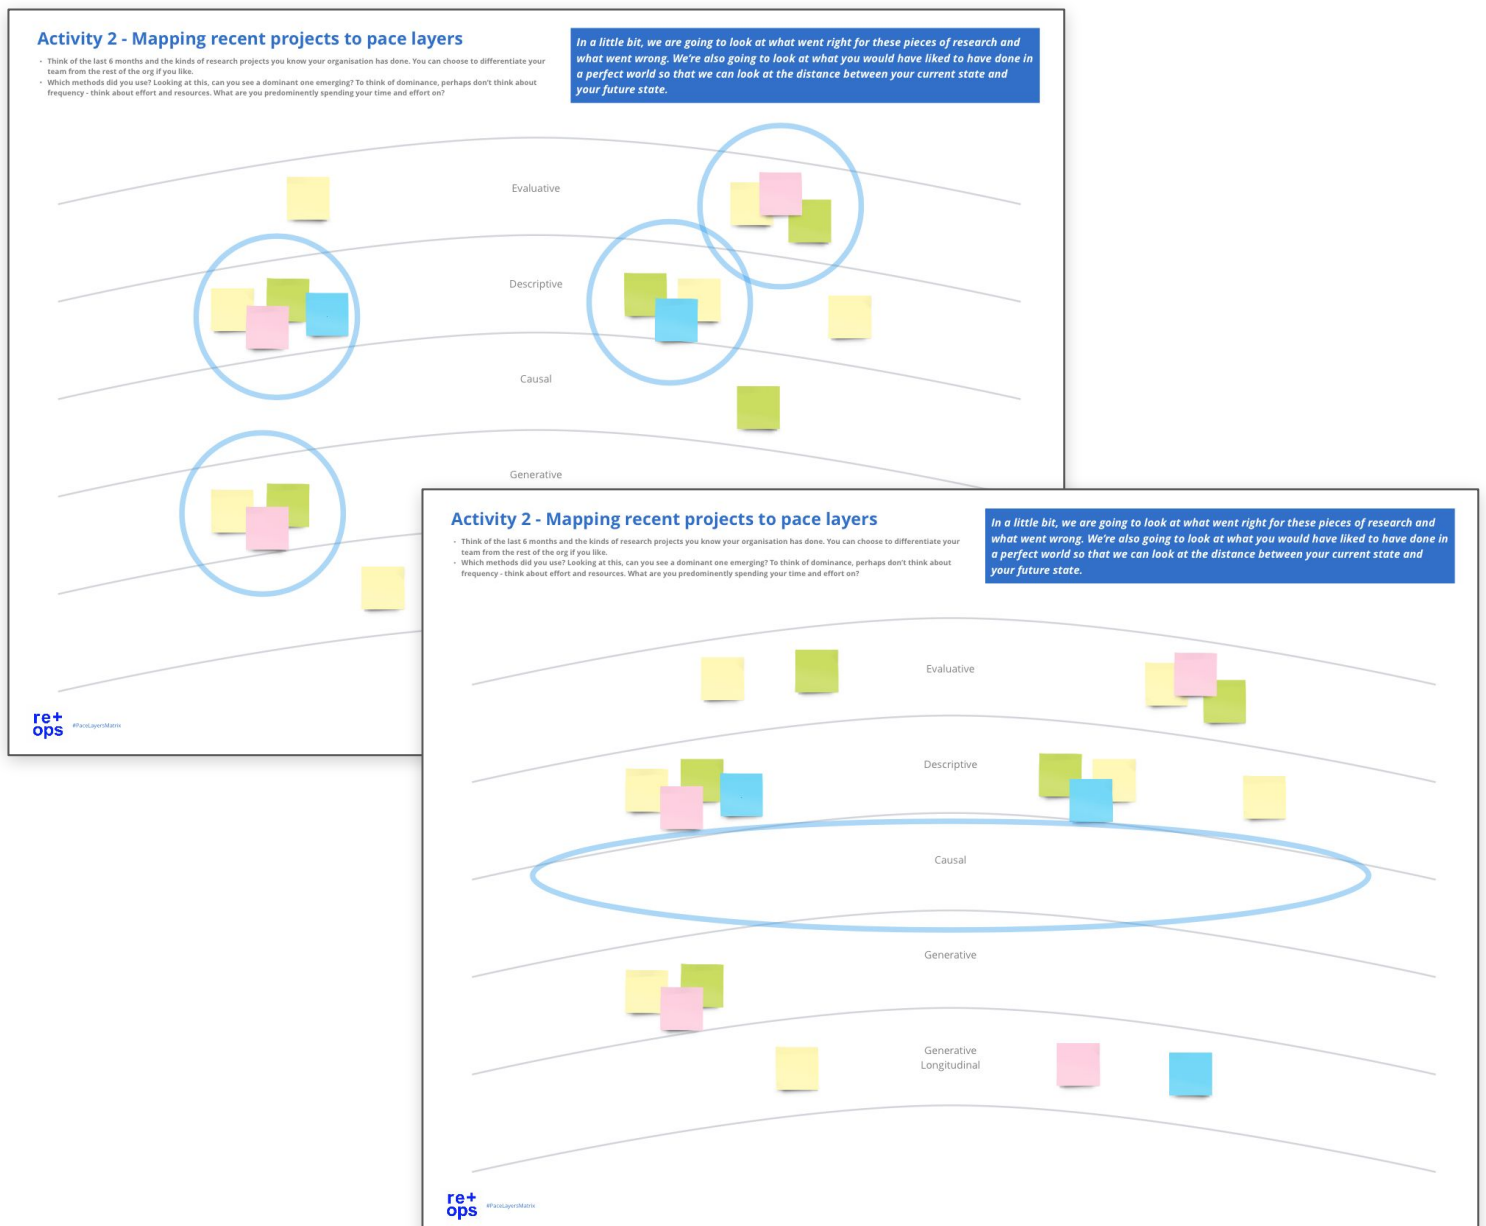 Activity 2 - Mapping recent projects to pace layers
• Think of the last 6 months and the kinds of research projects you know your organisation has done. You can choose to differentiate your
team from the rest of the org if you like.
• Which methods did you use? Looking at this, can you see a dominant one emerging? To think of dominance, perhaps don't think about
frequency - think about effort and resources. What are you predominently spending your time and effort on?
In a little bit, we are going to look at what went right for these pieces of research and
what went wrong. We're also going to look at what you would have liked to have done in
a perfect world so that we can look at the distance between your current state and
your future state.
Evaluative
Descriptive
Causal
Generative
re+
ops
#PaceLayersMatrix
Activity 2 - Mapping recent projects to pace layers
• Think of the last 6 months and the kinds of research projects you know your organisation has done. You can choose to differentiate your
team from the rest of the org if you like.
• Which methods did you use? Looking at this, can you see a dominant one emerging? To think of dominance, perhaps don't think about
frequency - think about effort and resources. What are you predominently spending your time and effort on?
In a little bit, we are going to look at what went right for these pieces of research and
what went wrong. We're also going to look at what you would have liked to have done in
a perfect world so that we can look at the distance between your current state and
your future state.
Evaluative
Descriptive
Causal
Generative
Generative
Longitudinal
re+
ops
#PaceLayersMatrix